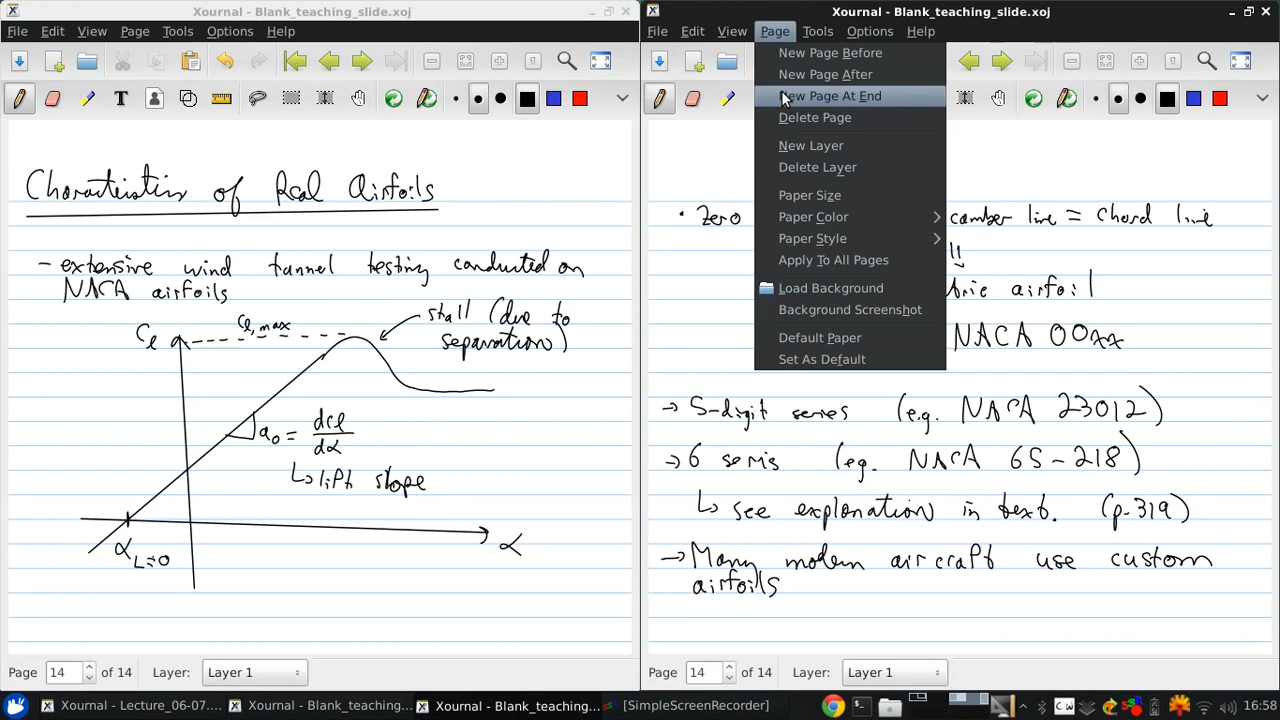 Xournal - Blank_teaching_slide.xoj
File Edit View Page Tools Options Help
Characteristics of Real Airfoils
- extensive wind tunnel testing conducted on
NACA airfoils
Cl
Cl,max
stall (due to
separation)
a0 = dCl
dα
↳ lift slope
αL=0
α
Page 14 of 14 Layer: Layer 1
Xournal - Blank_teaching_slide.xoj
File Edit View Page Tools Options Help
New Page Before
New Page After
New Page At End
Delete Page
New Layer
Delete Layer
Paper Size
Paper Color
Paper Style
Apply To All Pages
Load Background
Background Screenshot
Default Paper
Set As Default
· Zero camber line = chord line
airfoil
NACA 00xx
→ 5-digit series (e.g. NACA 23012)
→ 6 series (eg. NACA 65-218)
↳ see explanation in text. (p.319)
→ Many modern aircraft use custom
airfoils
Page 14 of 14 Layer: Layer 1
Xournal - Lecture_06-07.... Xournal - Blank_teaching... Xournal - Blank_teaching... [SimpleScreenRecorder] 16:58